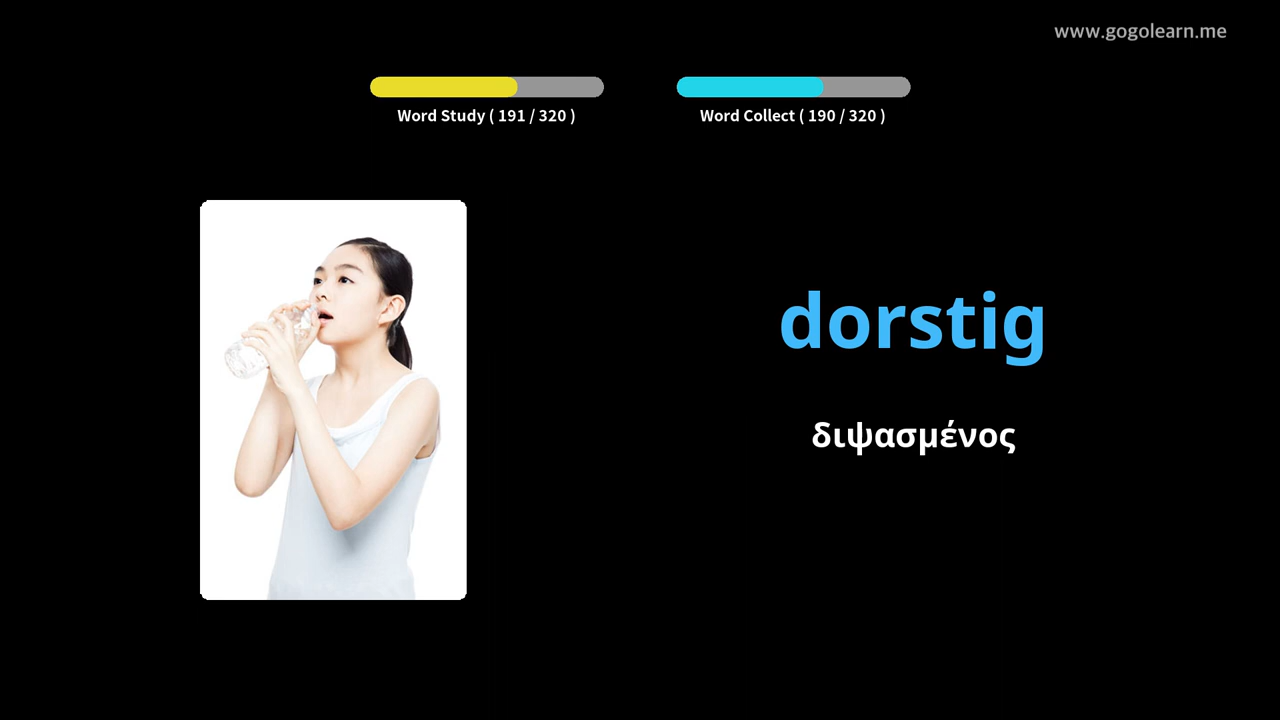 www.gogolearn.me
Word Study ( 191 / 320 )
Word Collect ( 190 / 320 )
dorstig
διψασμένος